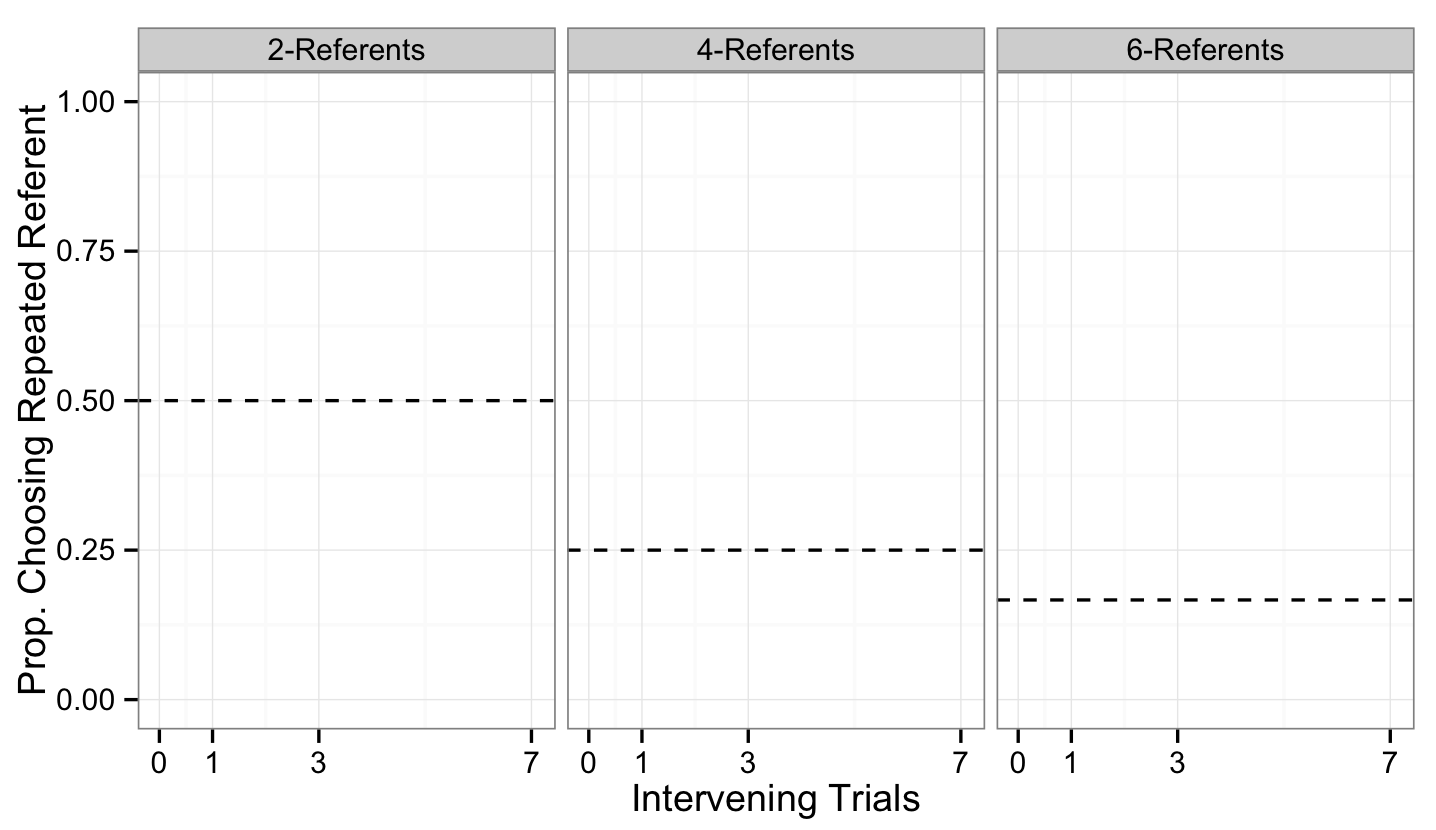 2-Referents
4-Referents
6-Referents
Prop. Choosing Repeated Referent
1.00
0.75
0.50
0.25
0.00
0 1 3 7
0 1 3 7
0 1 3 7
Intervening Trials